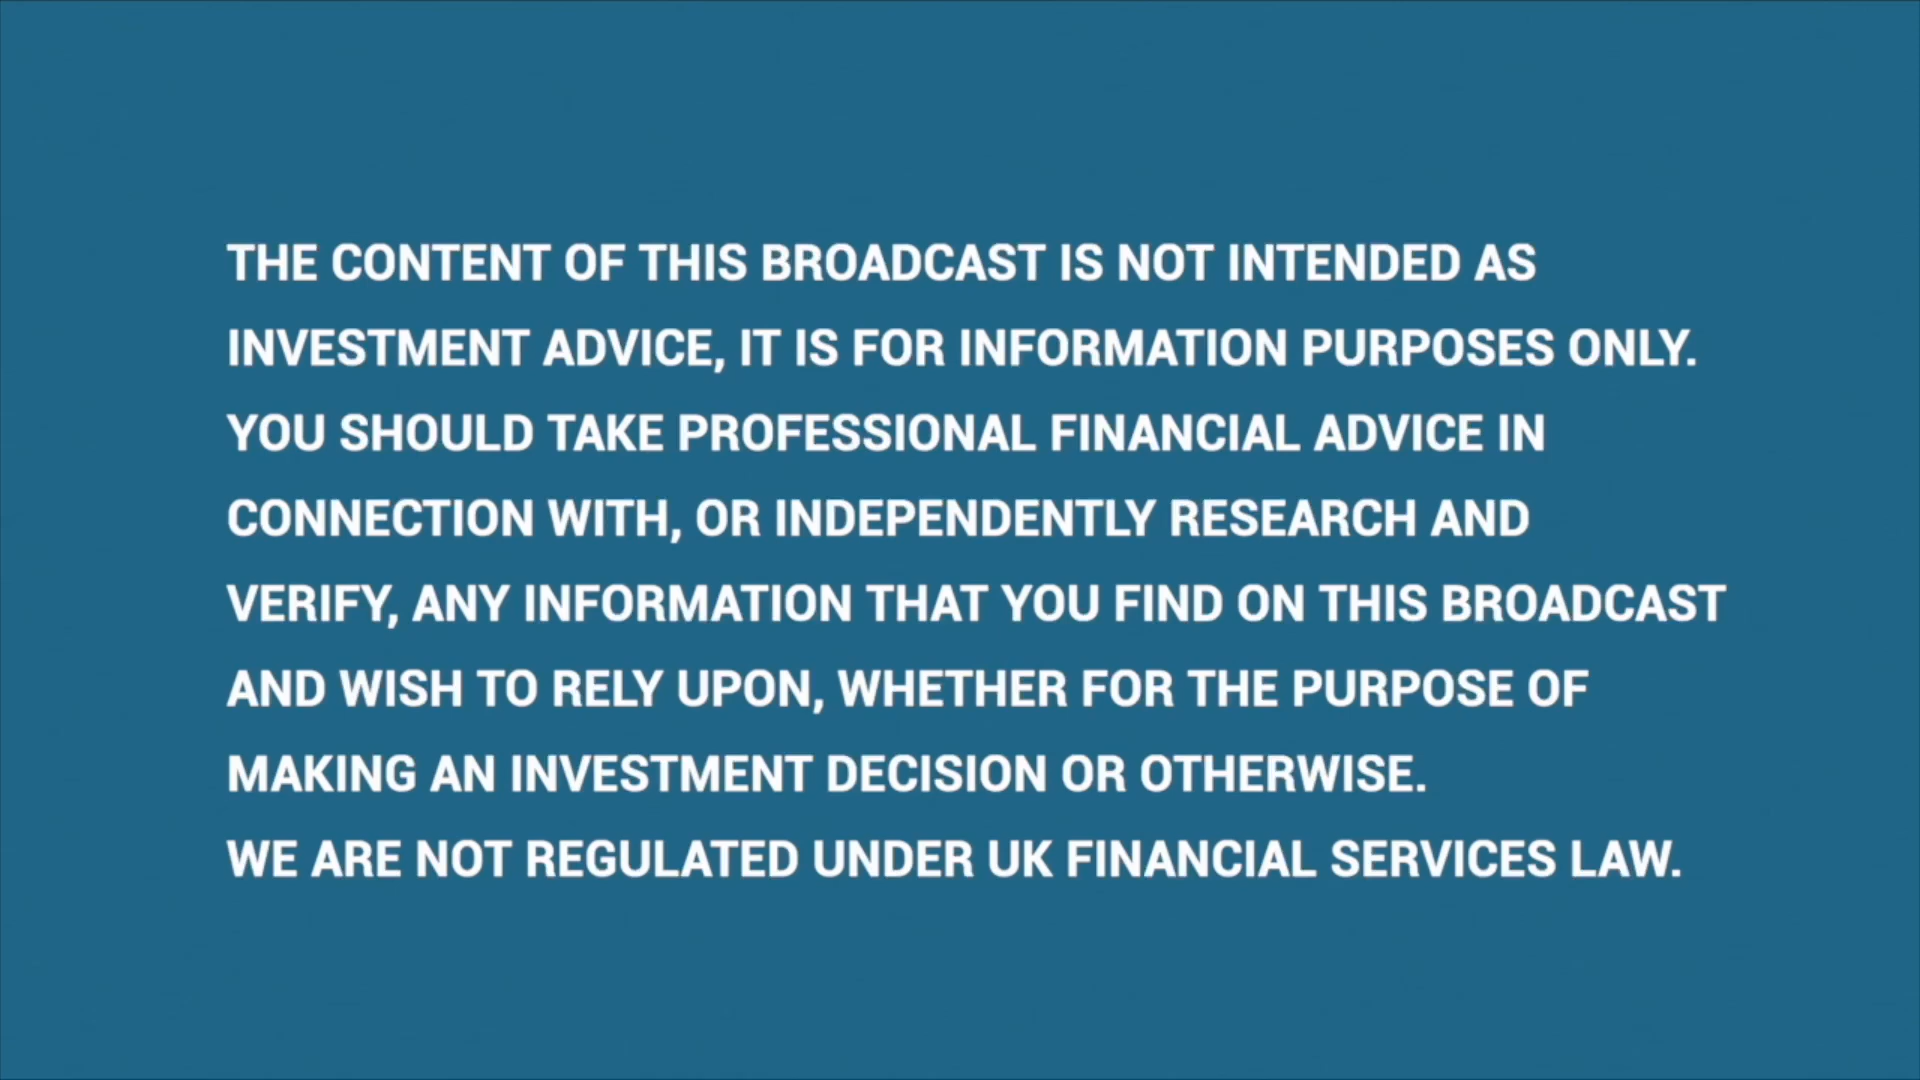 THE CONTENT OF THIS BROADCAST IS NOT INTENDED AS
INVESTMENT ADVICE, IT IS FOR INFORMATION PURPOSES ONLY.
YOU SHOULD TAKE PROFESSIONAL FINANCIAL ADVICE IN
CONNECTION WITH, OR INDEPENDENTLY RESEARCH AND
VERIFY, ANY INFORMATION THAT YOU FIND ON THIS BROADCAST
AND WISH TO RELY UPON, WHETHER FOR THE PURPOSE OF
MAKING AN INVESTMENT DECISION OR OTHERWISE.
WE ARE NOT REGULATED UNDER UK FINANCIAL SERVICES LAW.